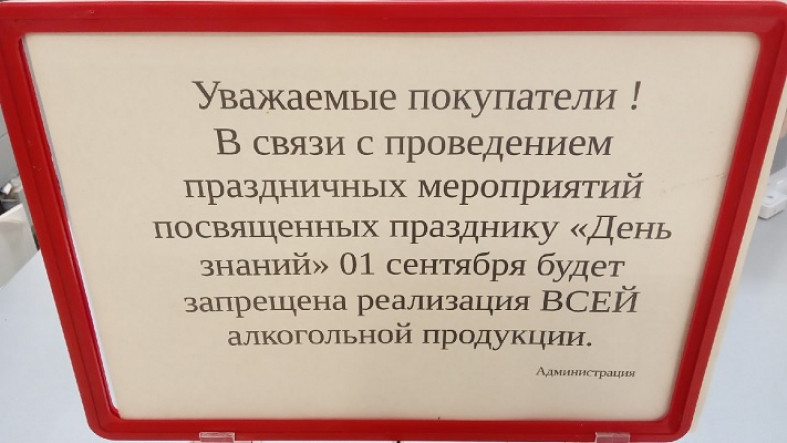 Уважаемые покупатели !
В связи с проведением
праздничных мероприятий
посвященных празднику «День
знаний» 01 сентября будет
запрещена реализация ВСЕЙ
алкогольной продукции.
Администрация